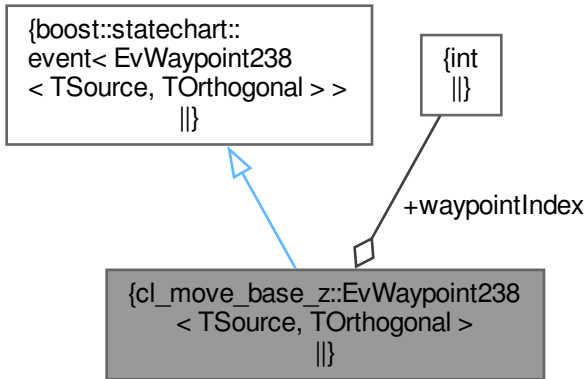 {boost::statechart::
event< EvWaypoint238
< TSource, TOrthogonal > >
||}
{int
||}
+waypointIndex
{cl_move_base_z::EvWaypoint238
< TSource, TOrthogonal >
||}